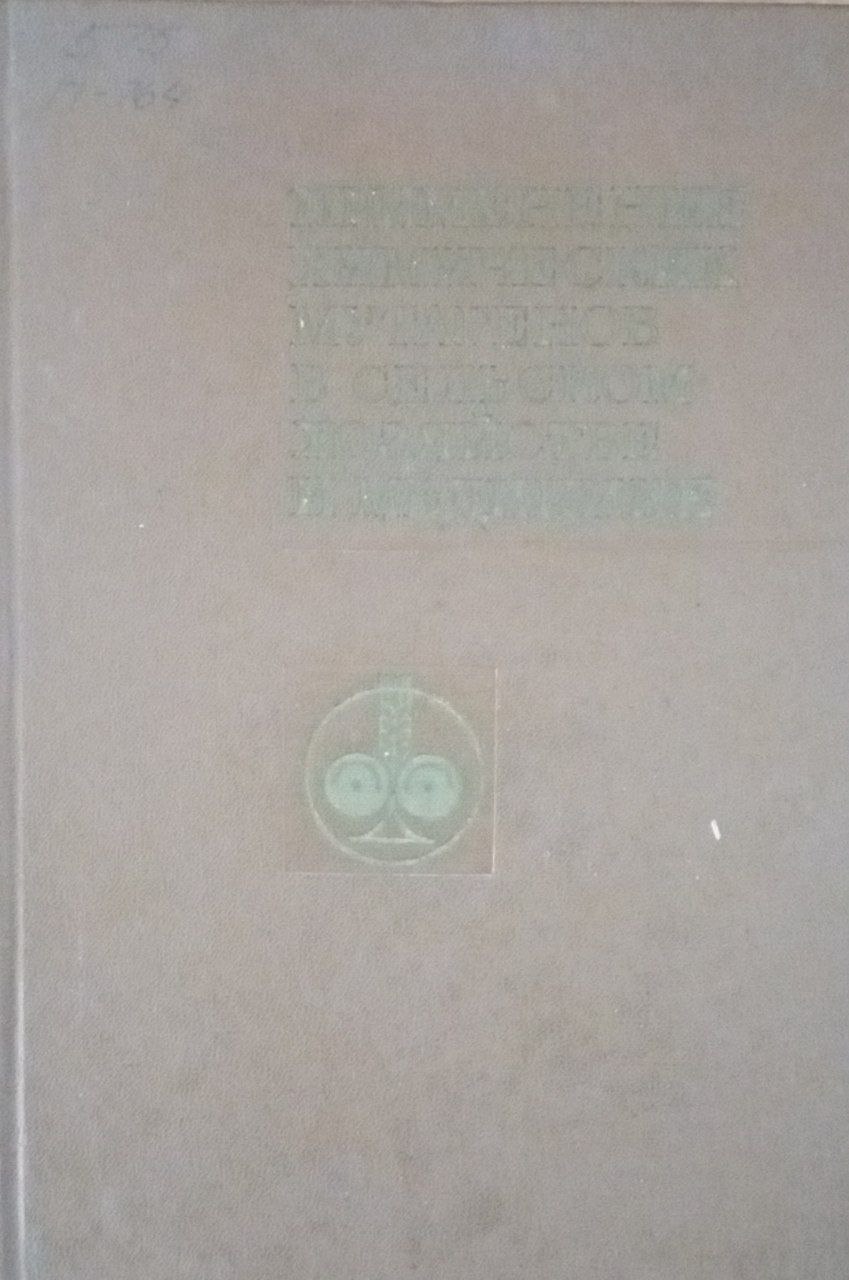 ПРИМЕНЕНИЕ
ХИМИЧЕСКИХ
МУТАГЕНОВ
В СЕЛЬСКОМ
ХОЗЯЙСТВЕ
И МЕДИЦИНЕ